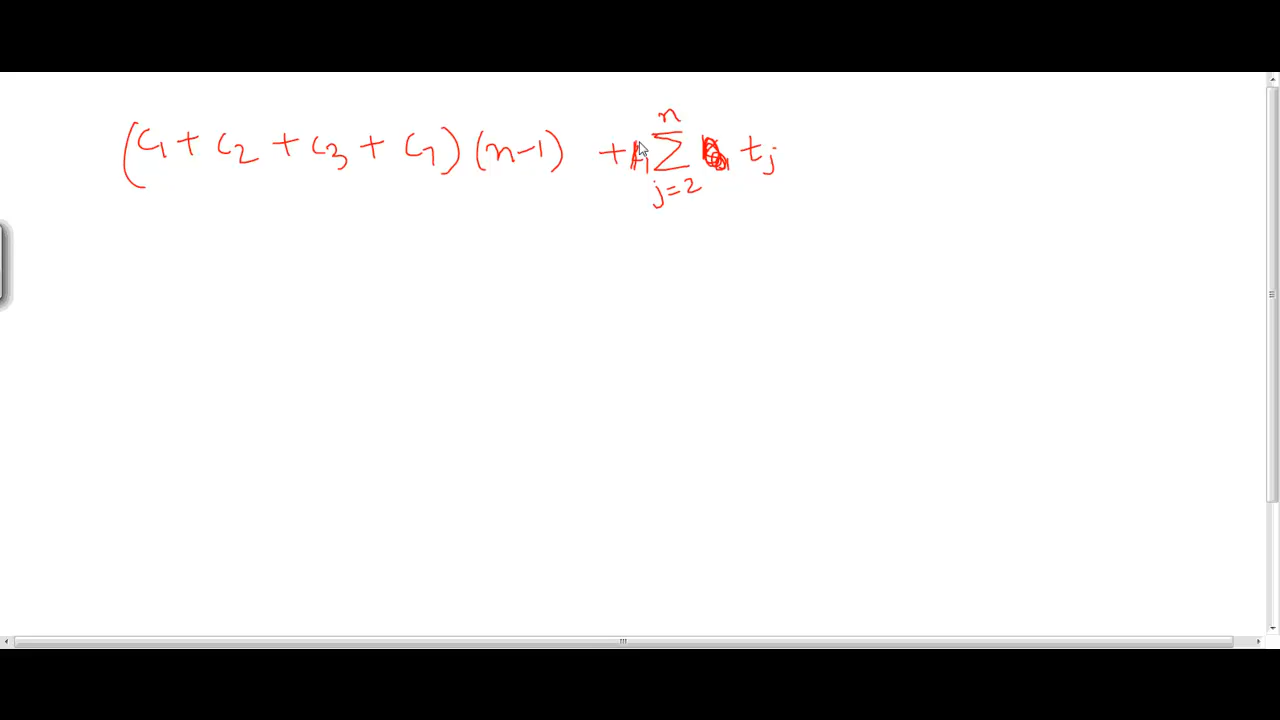 (C1 + C2 + C3 + C7) (n-1) + n∑j=2 tj